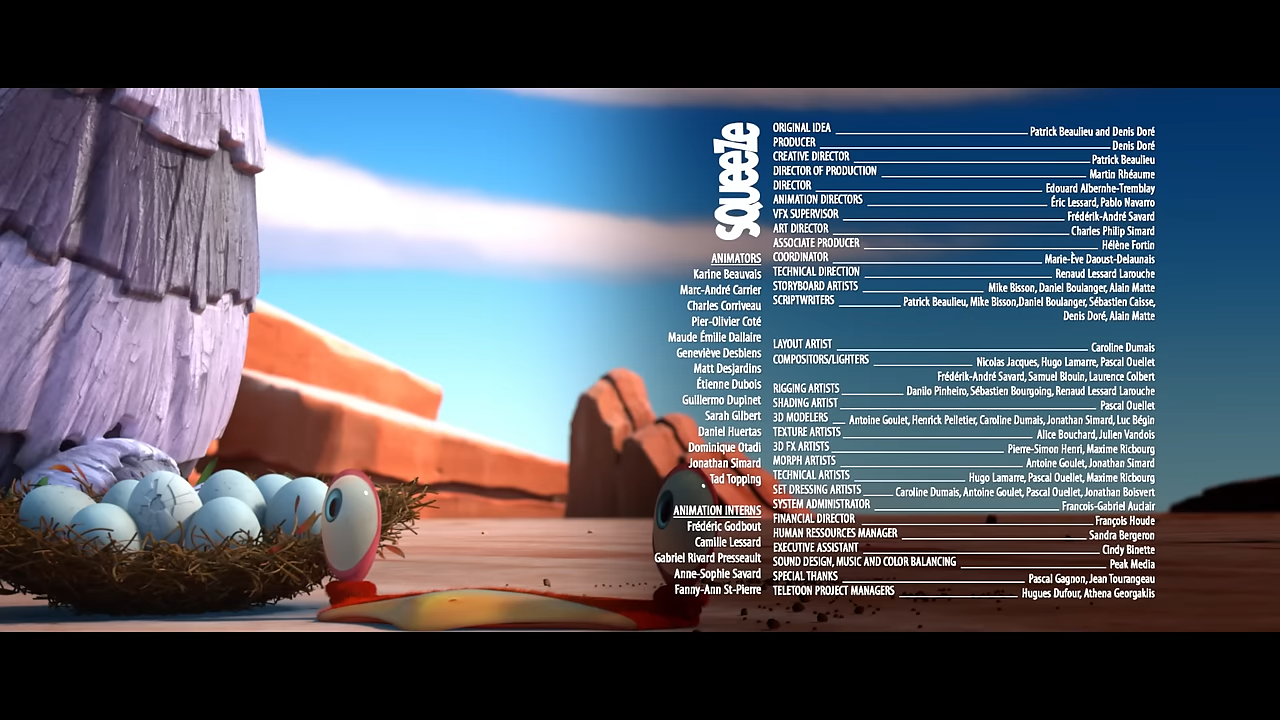 squeeze
ANIMATORS
Karine Beauvais
Marc-André Carrier
Charles Corriveau
Pier-Olivier Coté
Maude Émilie Dallaire
Geneviève Desbiens
Matt Desjardins
Étienne Dubois
Guillermo Dupinet
Sarah Gilbert
Daniel Huertas
Dominique Otadi
Jonathan Simard
Tad Topping
ANIMATION INTERNS
Frédéric Godbout
Camille Lessard
Gabriel Rivard Presseault
Anne-Sophie Savard
Fanny-Ann St-Pierre
ORIGINAL IDEA Patrick Beaulieu and Denis Doré
PRODUCER Denis Doré
CREATIVE DIRECTOR Patrick Beaulieu
DIRECTOR OF PRODUCTION Martin Rhéaume
DIRECTOR Edouard Albernhe-Tremblay
ANIMATION DIRECTORS Éric Lessard, Pablo Navarro
VFX SUPERVISOR Frédérik-André Savard
ART DIRECTOR Charles Philip Simard
ASSOCIATE PRODUCER Hélène Fortin
COORDINATOR Marie-Ève Daoust-Delaunais
TECHNICAL DIRECTION Renaud Lessard Larouche
STORYBOARD ARTISTS Mike Bisson, Daniel Boulanger, Alain Matte
SCRIPTWRITERS Patrick Beaulieu, Mike Bisson,Daniel Boulanger, Sébastien Caisse,
Denis Doré, Alain Matte
LAYOUT ARTIST Caroline Dumais
COMPOSITORS/LIGHTERS Nicolas Jacques, Hugo Lamarre, Pascal Ouellet
Frédérik-André Savard, Samuel Blouin, Laurence Colbert
RIGGING ARTISTS Danilo Pinheiro, Sébastien Bourgoing, Renaud Lessard Larouche
SHADING ARTIST Pascal Ouellet
3D MODELERS Antoine Goulet, Henrick Pelletier, Caroline Dumais, Jonathan Simard, Luc Bégin
TEXTURE ARTISTS Alice Bouchard, Julien Vandois
3D FX ARTISTS Pierre-Simon Henri, Maxime Ricbourg
MORPH ARTISTS Antoine Goulet, Jonathan Simard
TECHNICAL ARTISTS Hugo Lamarre, Pascal Ouellet, Maxime Ricbourg
SET DRESSING ARTISTS Caroline Dumais, Antoine Goulet, Pascal Ouellet, Jonathan Boisvert
SYSTEM ADMINISTRATOR Francois-Gabriel Auclair
FINANCIAL DIRECTOR François Houde
HUMAN RESSOURCES MANAGER Sandra Bergeron
EXECUTIVE ASSISTANT Cindy Binette
SOUND DESIGN, MUSIC AND COLOR BALANCING Peak Media
SPECIAL THANKS Pascal Gagnon, Jean Tourangeau
TELETOON PROJECT MANAGERS Hugues Dufour, Athena Georgaklis